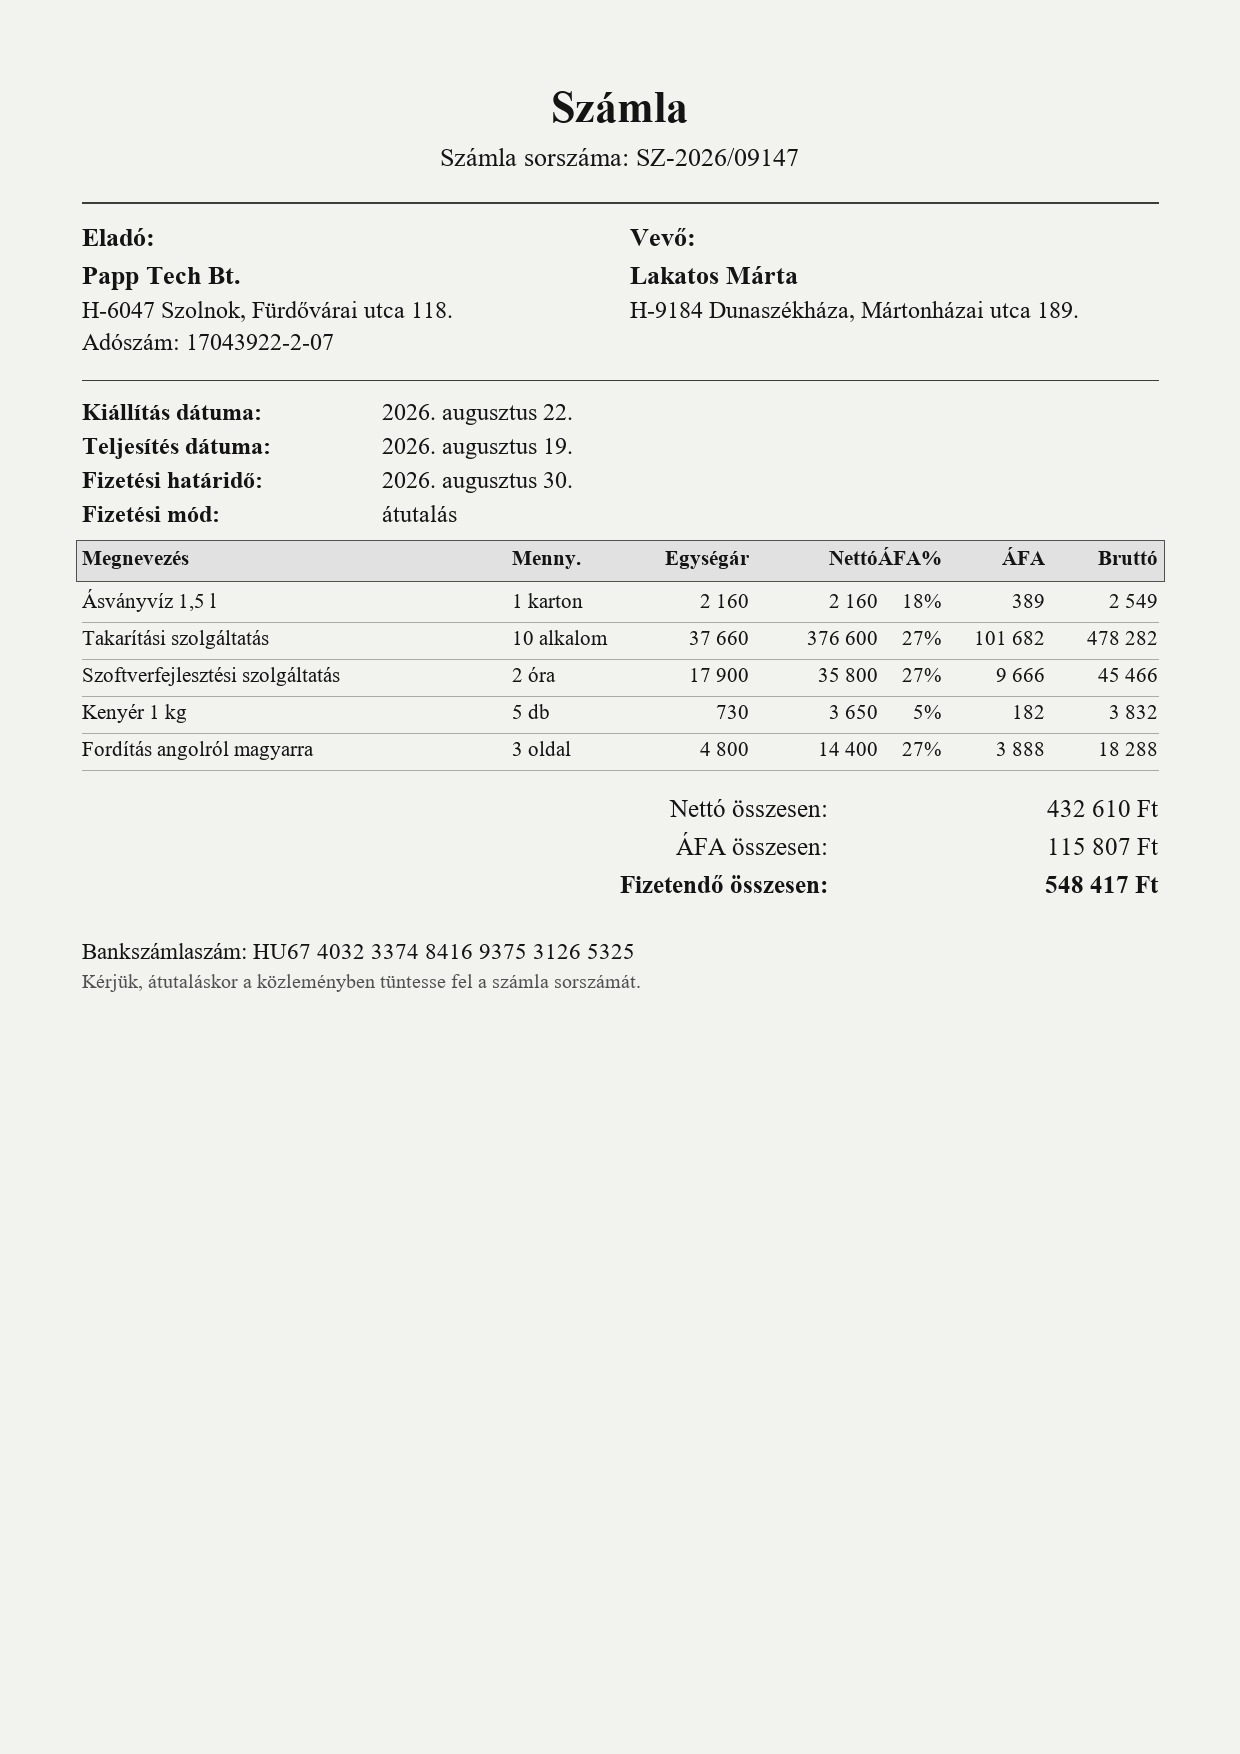 Számla
Számla sorszáma: SZ-2026/09147
Eladó:
Papp Tech Bt.
H-6047 Szolnok, Fürdővárai utca 118.
Adószám: 17043922-2-07
Vevő:
Lakatos Márta
H-9184 Dunaszékháza, Mártonházai utca 189.
Kiállítás dátuma: 2026. augusztus 22.
Teljesítés dátuma: 2026. augusztus 19.
Fizetési határidő: 2026. augusztus 30.
Fizetési mód: átutalás
Megnevezés Menny. Egységár Nettó ÁFA% ÁFA Bruttó
Ásványvíz 1,5 l 1 karton 2 160 2 160 18% 389 2 549
Takarítási szolgáltatás 10 alkalom 37 660 376 600 27% 101 682 478 282
Szoftverfejlesztési szolgáltatás 2 óra 17 900 35 800 27% 9 666 45 466
Kenyér 1 kg 5 db 730 3 650 5% 182 3 832
Fordítás angolról magyarra 3 oldal 4 800 14 400 27% 3 888 18 288
Nettó összesen: 432 610 Ft
ÁFA összesen: 115 807 Ft
Fizetendő összesen: 548 417 Ft
Bankszámlaszám: HU67 4032 3374 8416 9375 3126 5325
Kérjük, átutaláskor a közleményben tüntesse fel a számla sorszámát.